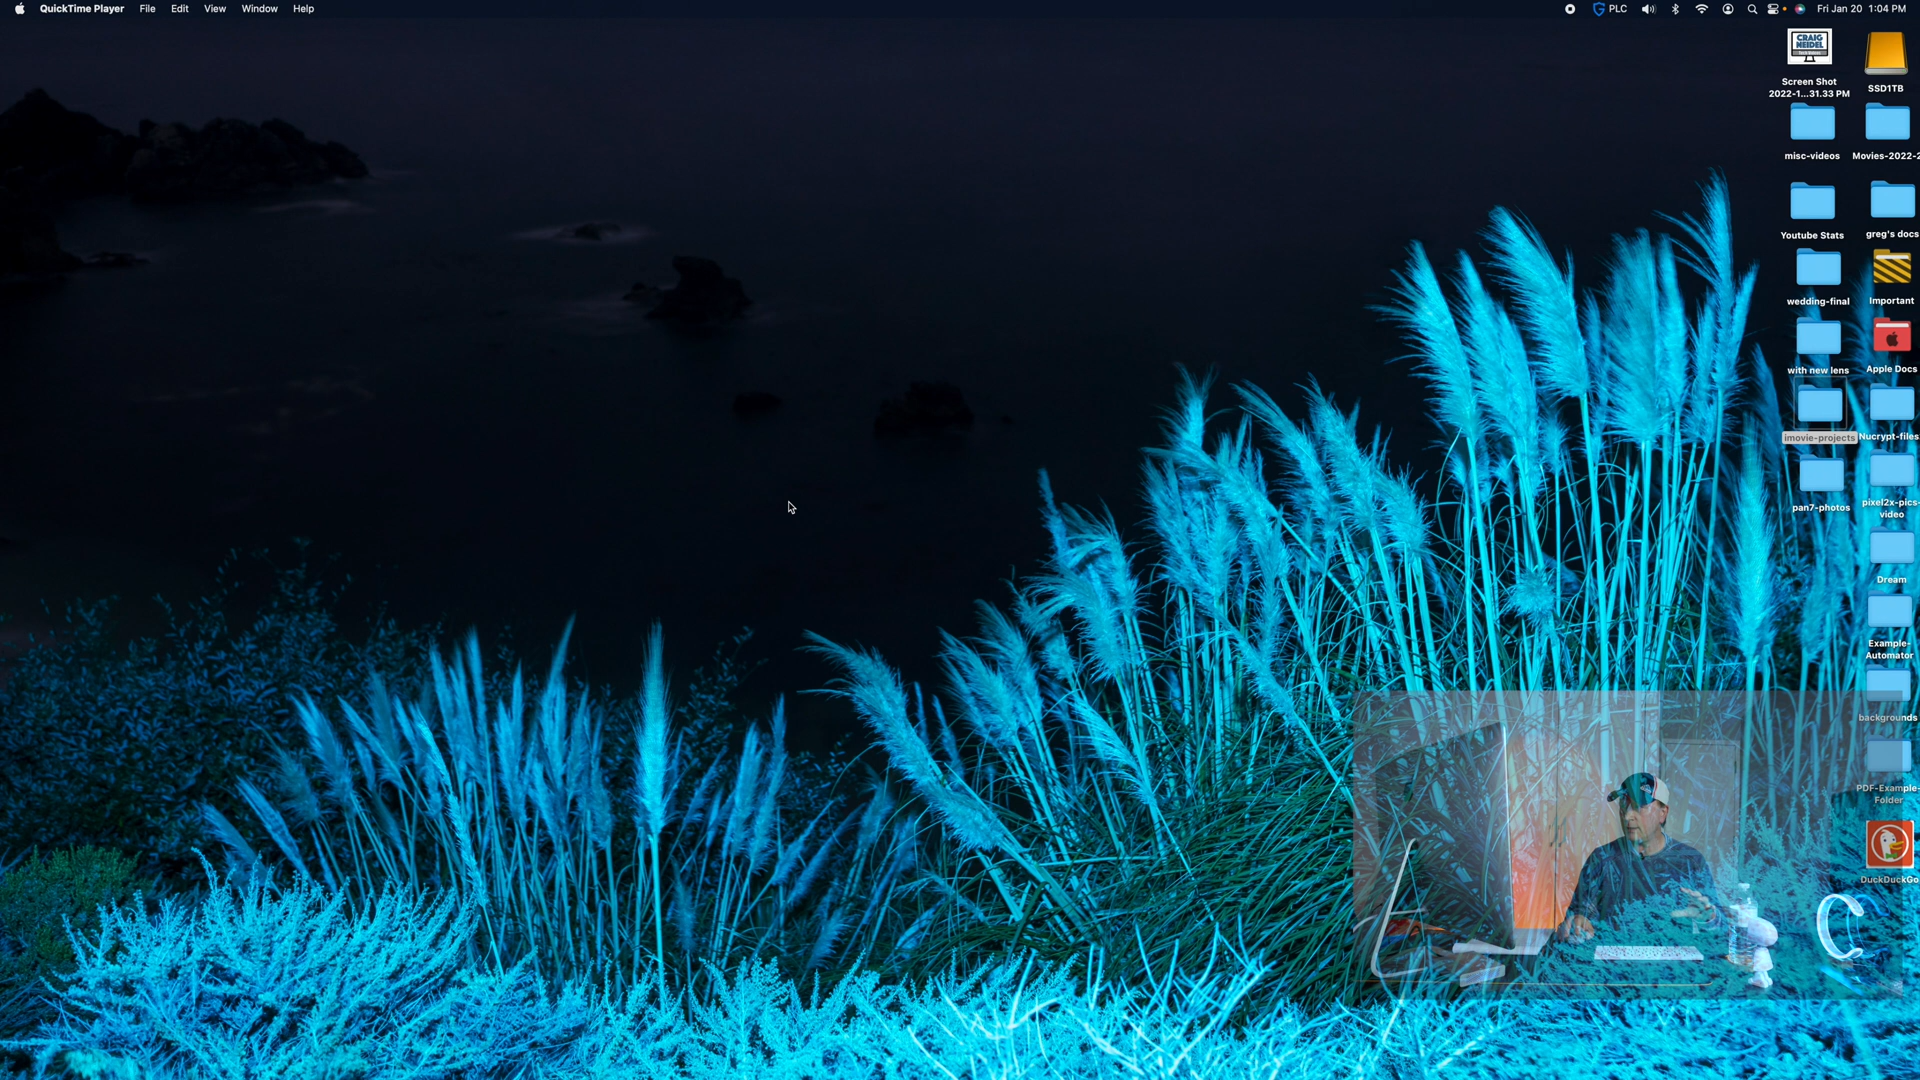 QuickTime Player File Edit View Window Help
PLC Fri Jan 20 1:04 PM
CRAIG
NEIDEL
Screen Shot
2022-1...31.33 PM
SSD1TB
misc-videos
Movies-2022-2
Youtube Stats
greg's docs
wedding-final
Important
with new lens
Apple Docs
imovie-projects
Nucrypt-files
pan7-photos
pixel2x-pics-
video
Dream
Example-
Automator
backgrounds
PDF-Example-
Folder
DuckDuckGo